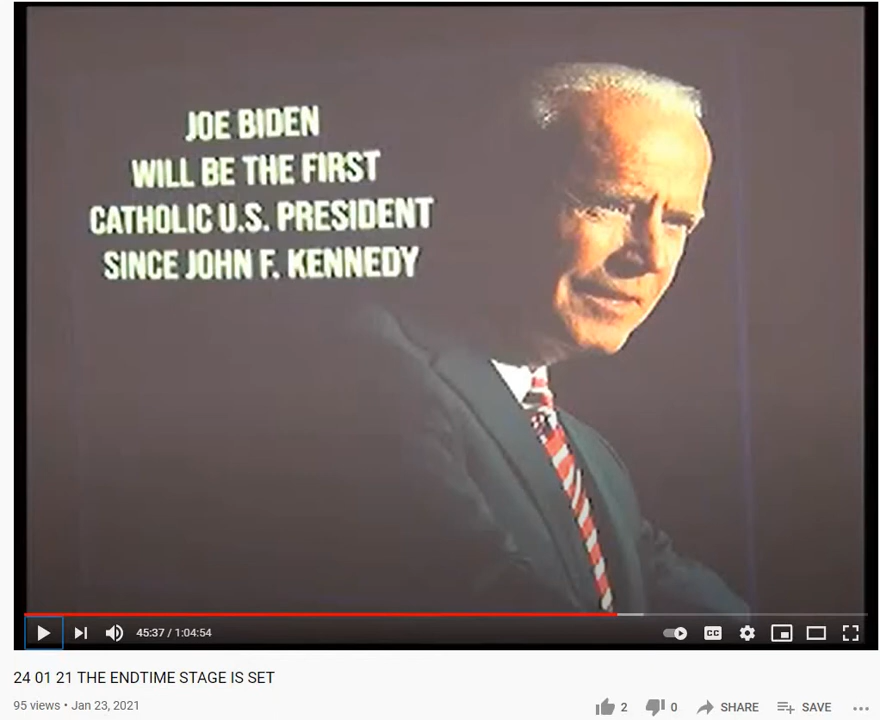 JOE BIDEN
WILL BE THE FIRST
CATHOLIC U.S. PRESIDENT
SINCE JOHN F. KENNEDY
45:37 / 1:04:54
CC
24 01 21 THE ENDTIME STAGE IS SET
95 views • Jan 23, 2021
2
0
SHARE
SAVE